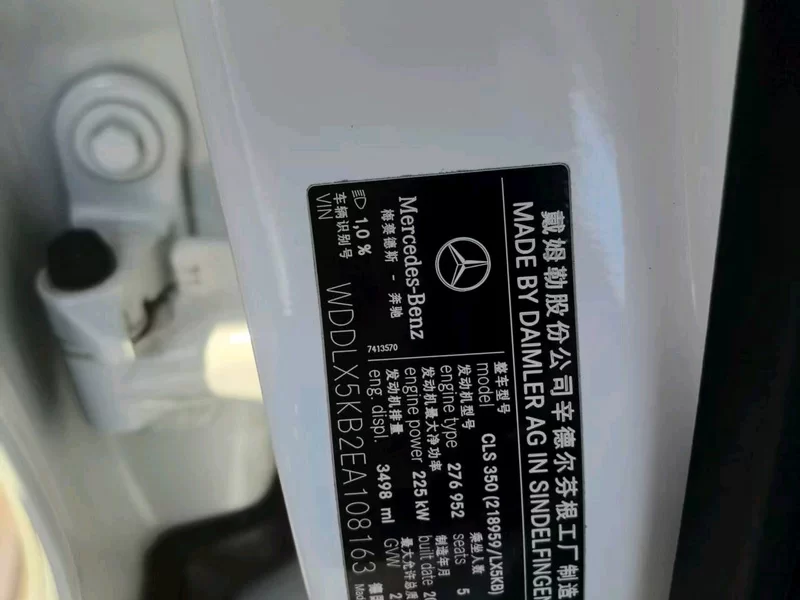 戴姆勒股份公司辛德尔芬根工厂制造
MADE BY DAIMLER AG IN SINDELFINGEN
Mercedes-Benz
梅赛德斯 - 奔驰
1,0 %
7413570
整车型号
model CLS 350 (218959/LX5KB)
发动机型号 乘坐人数
engine type 276 952 seats 5
发动机最大净功率 制造年月
engine power 225 kW built date
发动机排量 最大允许总质
eng. displ. 3498 ml GVW
车辆识别号
VIN WDDLX5KB2EA108163